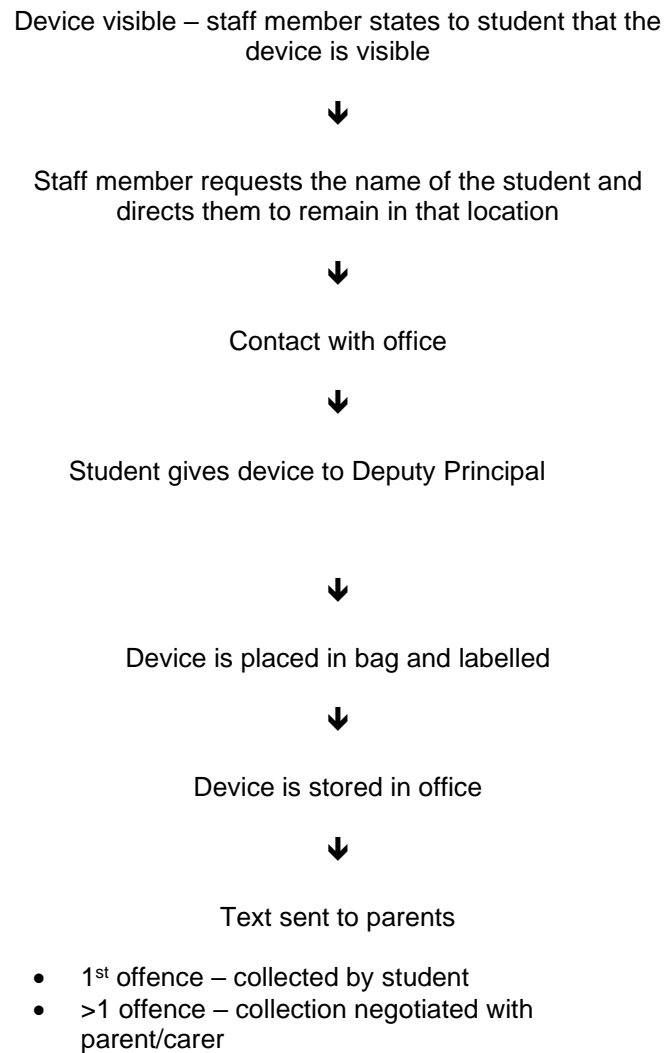 Device visible – staff member states to student that the
device is visible
🡻
Staff member requests the name of the student and
directs them to remain in that location
🡻
Contact with office
🡻
Student gives device to Deputy Principal
🡻
Device is placed in bag and labelled
🡻
Device is stored in office
🡻
Text sent to parents
• 1st offence – collected by student
• >1 offence – collection negotiated with
parent/carer